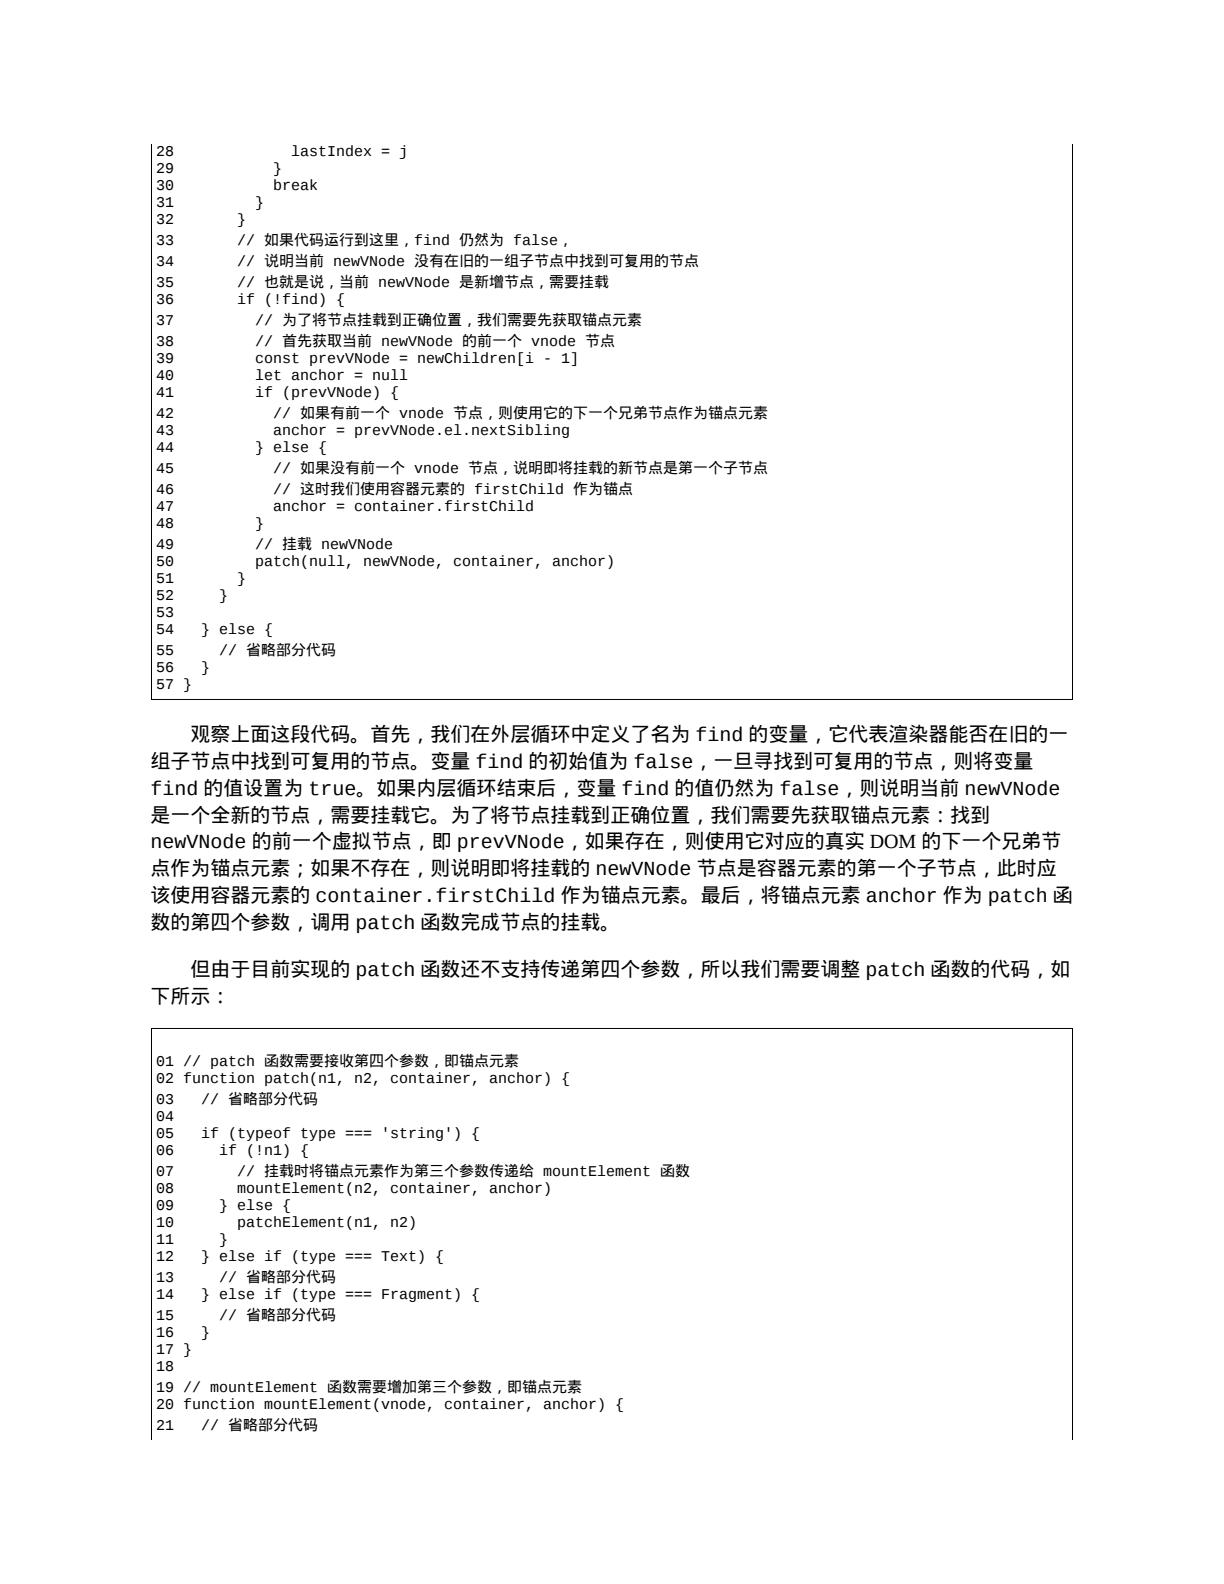 28             lastIndex = j
29           }
30           break
31         }
32       }
33       // 如果代码运行到这里，find 仍然为 false，
34       // 说明当前 newVNode 没有在旧的一组子节点中找到可复用的节点
35       // 也就是说，当前 newVNode 是新增节点，需要挂载
36       if (!find) {
37         // 为了将节点挂载到正确位置，我们需要先获取锚点元素
38         // 首先获取当前 newVNode 的前一个 vnode 节点
39         const prevVNode = newChildren[i - 1]
40         let anchor = null
41         if (prevVNode) {
42           // 如果有前一个 vnode 节点，则使用它的下一个兄弟节点作为锚点元素
43           anchor = prevVNode.el.nextSibling
44         } else {
45           // 如果没有前一个 vnode 节点，说明即将挂载的新节点是第一个子节点
46           // 这时我们使用容器元素的 firstChild 作为锚点
47           anchor = container.firstChild
48         }
49         // 挂载 newVNode
50         patch(null, newVNode, container, anchor)
51       }
52     }
53
54   } else {
55     // 省略部分代码
56   }
57 }
观察上面这段代码。首先，我们在外层循环中定义了名为 find 的变量，它代表渲染器能否在旧的一
组子节点中找到可复用的节点。变量 find 的初始值为 false，一旦寻找到可复用的节点，则将变量
find 的值设置为 true。如果内层循环结束后，变量 find 的值仍然为 false，则说明当前 newVNode
是一个全新的节点，需要挂载它。为了将节点挂载到正确位置，我们需要先获取锚点元素：找到
newVNode 的前一个虚拟节点，即 prevVNode，如果存在，则使用它对应的真实 DOM 的下一个兄弟节
点作为锚点元素；如果不存在，则说明即将挂载的 newVNode 节点是容器元素的第一个子节点，此时应
该使用容器元素的 container.firstChild 作为锚点元素。最后，将锚点元素 anchor 作为 patch 函
数的第四个参数，调用 patch 函数完成节点的挂载。
但由于目前实现的 patch 函数还不支持传递第四个参数，所以我们需要调整 patch 函数的代码，如
下所示：
01 // patch 函数需要接收第四个参数，即锚点元素
02 function patch(n1, n2, container, anchor) {
03   // 省略部分代码
04
05   if (typeof type === 'string') {
06     if (!n1) {
07       // 挂载时将锚点元素作为第三个参数传递给 mountElement 函数
08       mountElement(n2, container, anchor)
09     } else {
10       patchElement(n1, n2)
11     }
12   } else if (type === Text) {
13     // 省略部分代码
14   } else if (type === Fragment) {
15     // 省略部分代码
16   }
17 }
18
19 // mountElement 函数需要增加第三个参数，即锚点元素
20 function mountElement(vnode, container, anchor) {
21   // 省略部分代码